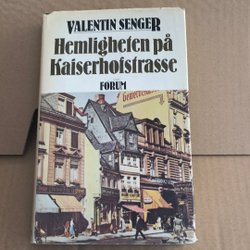 VALENTIN SENGER
Hemligheten på
Kaiserhofstrasse
FORUM